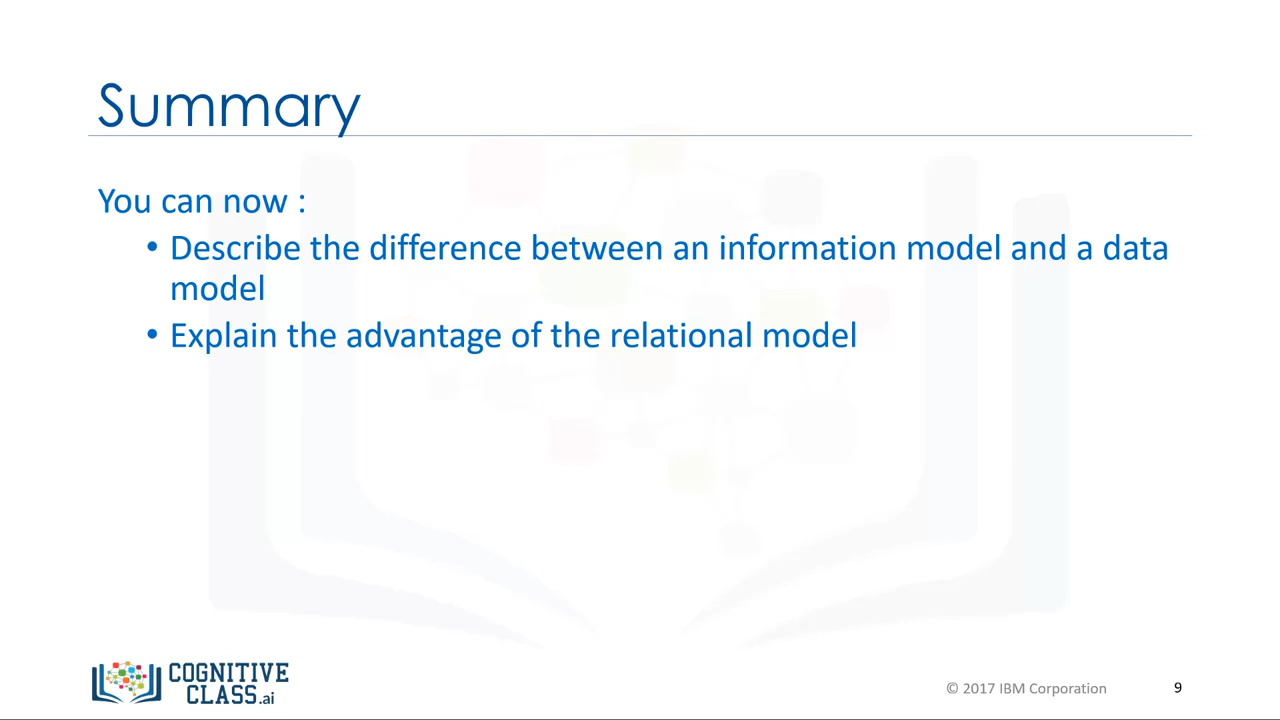 Summary
You can now :
• Describe the difference between an information model and a data
model
• Explain the advantage of the relational model
COGNITIVE
CLASS.ai
© 2017 IBM Corporation
9